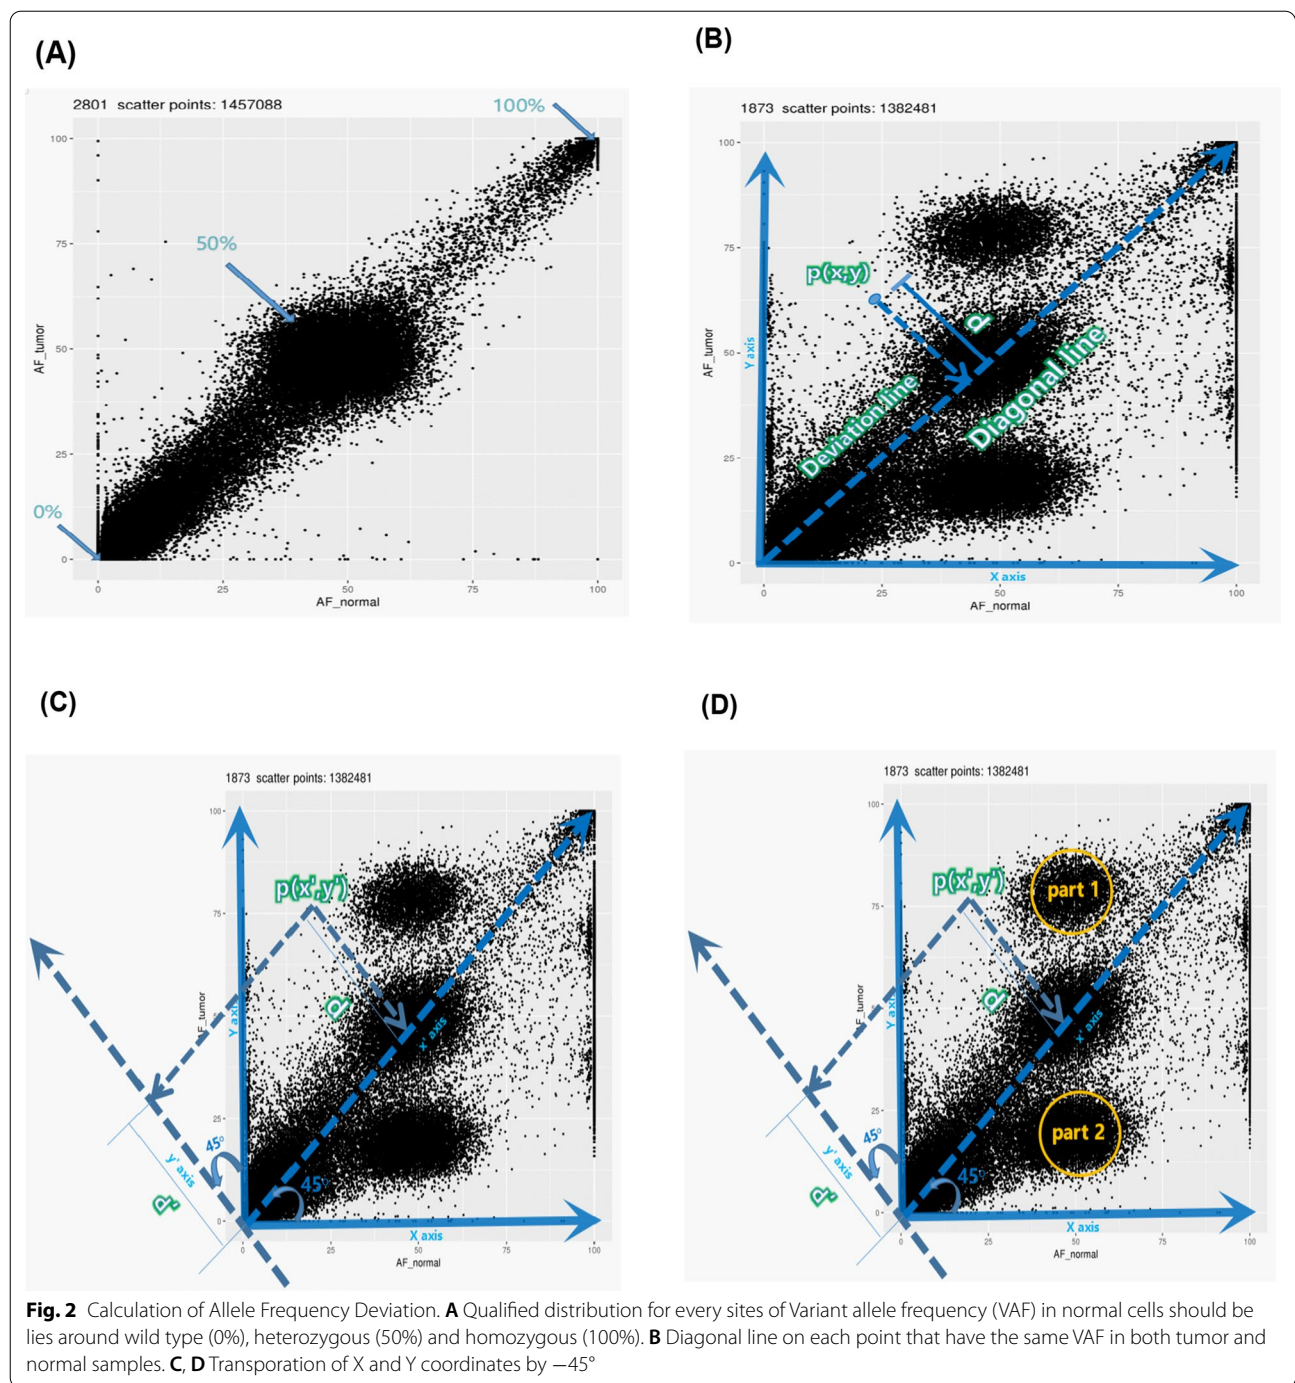 (A)
2801 scatter points: 1457088
100%
50%
0%
100
75
50
25
0
AF_tumor
0 25 50 75 100
AF_normal
(B)
1873 scatter points: 1382481
100
75
50
25
0
AF_tumor
Y axis
p(x,y)
d
Deviation line
Diagonal line
X axis
0 25 50 75 100
AF_normal
(C)
1873 scatter points: 1382481
100
75
25
0
p(x',y')
d
F_tumor
Y axis
x' axis
45°
y' axis
d
45°
X axis
0 25 50 75 100
AF_normal
(D)
1873 scatter points: 1382481
100
75
25
0
p(x',y')
part 1
d
F_tumor
Y axis
x' axis
part 2
45°
y' axis
d
45°
X axis
0 25 50 75 100
AF_normal
Fig. 2 Calculation of Allele Frequency Deviation. A Qualified distribution for every sites of Variant allele frequency (VAF) in normal cells should be
lies around wild type (0%), heterozygous (50%) and homozygous (100%). B Diagonal line on each point that have the same VAF in both tumor and
normal samples. C, D Transporation of X and Y coordinates by −45°